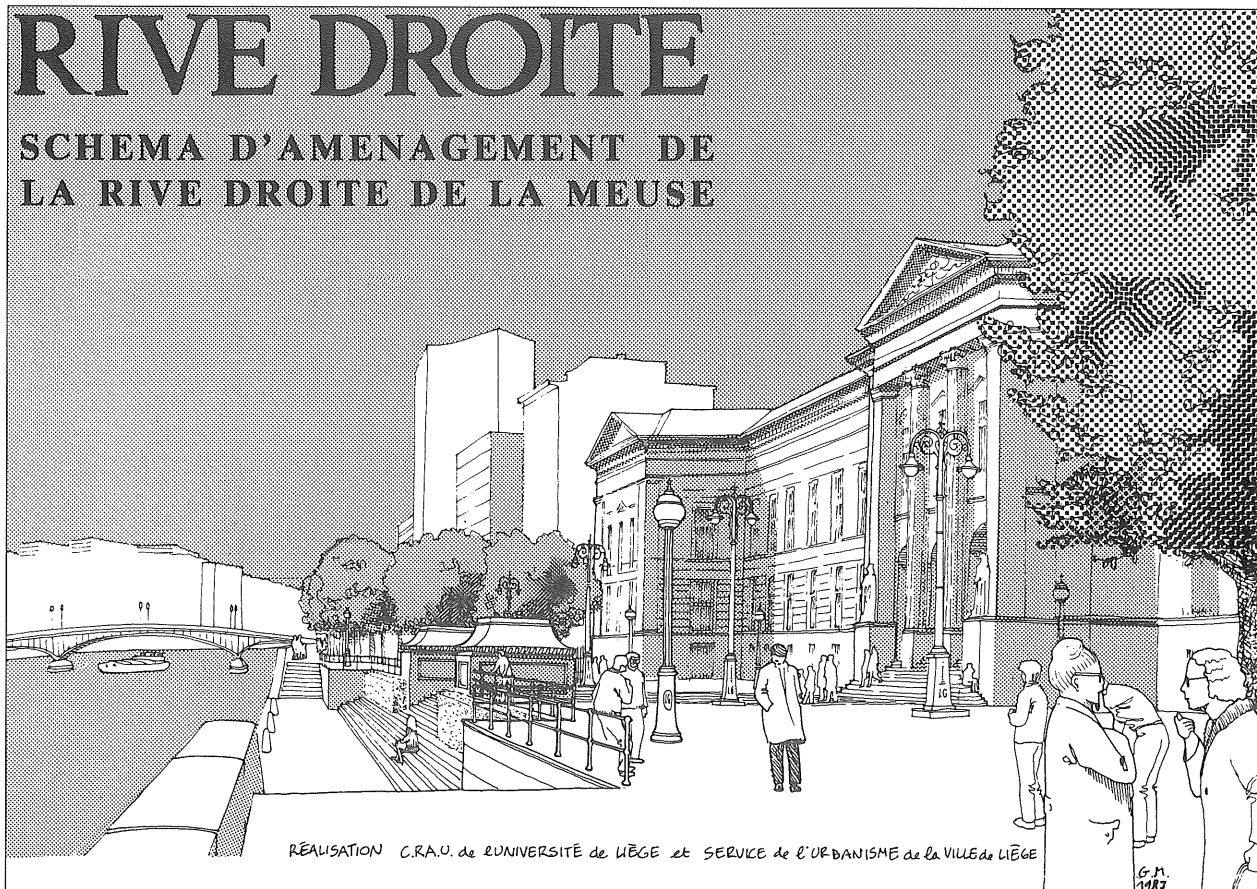 RIVE DROITE
SCHEMA D'AMENAGEMENT DE
LA RIVE DROITE DE LA MEUSE
RÉALISATION C.R.A.U. de l'UNIVERSITÉ de LIÈGE et SERVICE de l'URBANISME de la VILLE de LIÈGE
G.M.
1987
LG